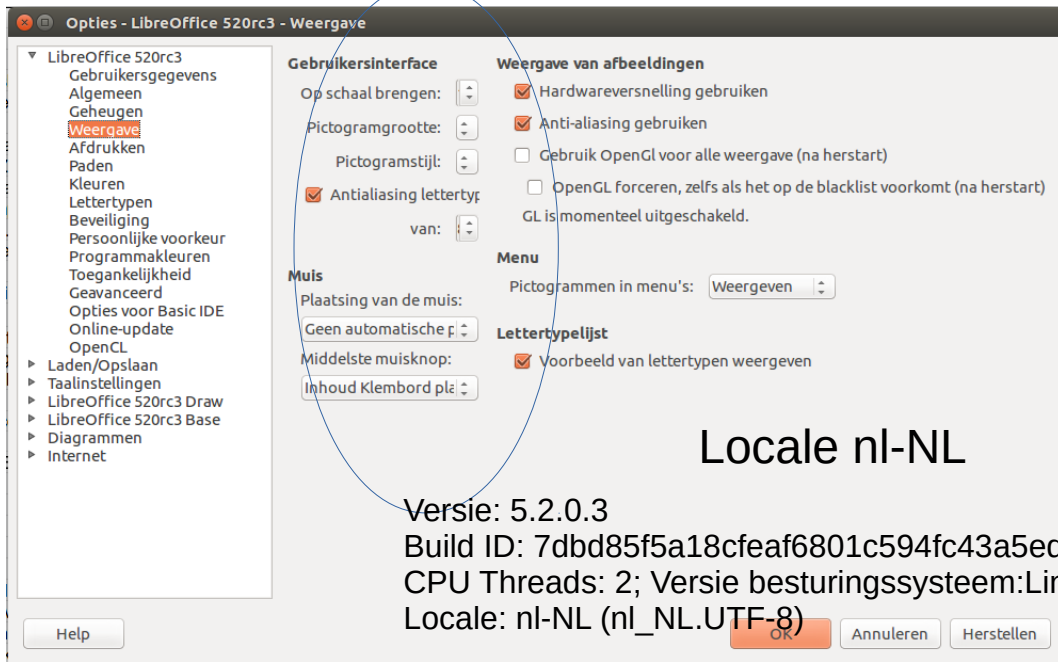 Opties - LibreOffice 520rc3 - Weergave
LibreOffice 520rc3
Gebruikersgegevens
Algemeen
Geheugen
Weergave
Afdrukken
Paden
Kleuren
Lettertypen
Beveiliging
Persoonlijke voorkeur
Programmakleuren
Toegankelijkheid
Geavanceerd
Opties voor Basic IDE
Online-update
OpenCL
Laden/Opslaan
Taalinstellingen
LibreOffice 520rc3 Draw
LibreOffice 520rc3 Base
Diagrammen
Internet
Gebruikersinterface
Op schaal brengen:
Pictogramgrootte:
Pictogramstijl:
Antialiasing lettertyp
van:
Muis
Plaatsing van de muis:
Geen automatische p
Middelste muisknop:
Inhoud Klembord pla
Weergave van afbeeldingen
Hardwareversnelling gebruiken
Anti-aliasing gebruiken
Gebruik OpenGl voor alle weergave (na herstart)
OpenGL forceren, zelfs als het op de blacklist voorkomt (na herstart)
GL is momenteel uitgeschakeld.
Menu
Pictogrammen in menu's: Weergeven
Lettertypelijst
Voorbeeld van lettertypen weergeven
Locale nl-NL
Versie: 5.2.0.3
Build ID: 7dbd85f5a18cfeaf6801c594fc43a5ed
CPU Threads: 2; Versie besturingssysteem:Lin
Locale: nl-NL (nl_NL.UTF-8)
Help
OK
Annuleren
Herstellen